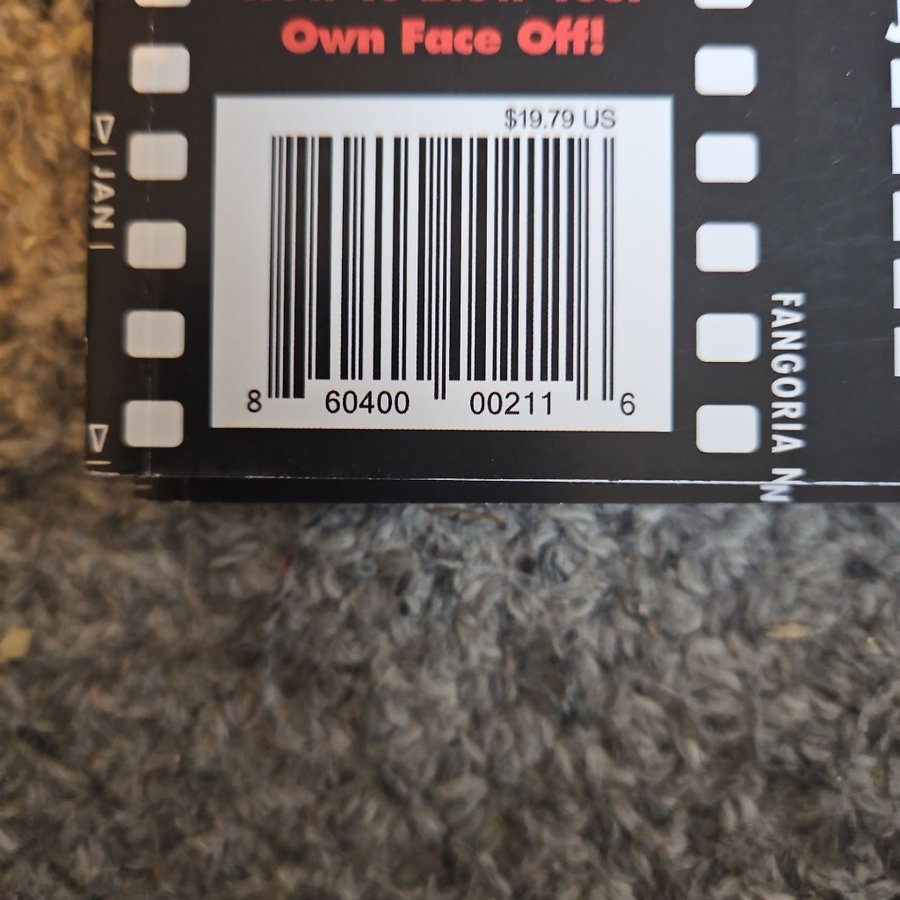 Own Face Off!
$19.79 US
8 60400 00211 6
JAN
FANGORIA